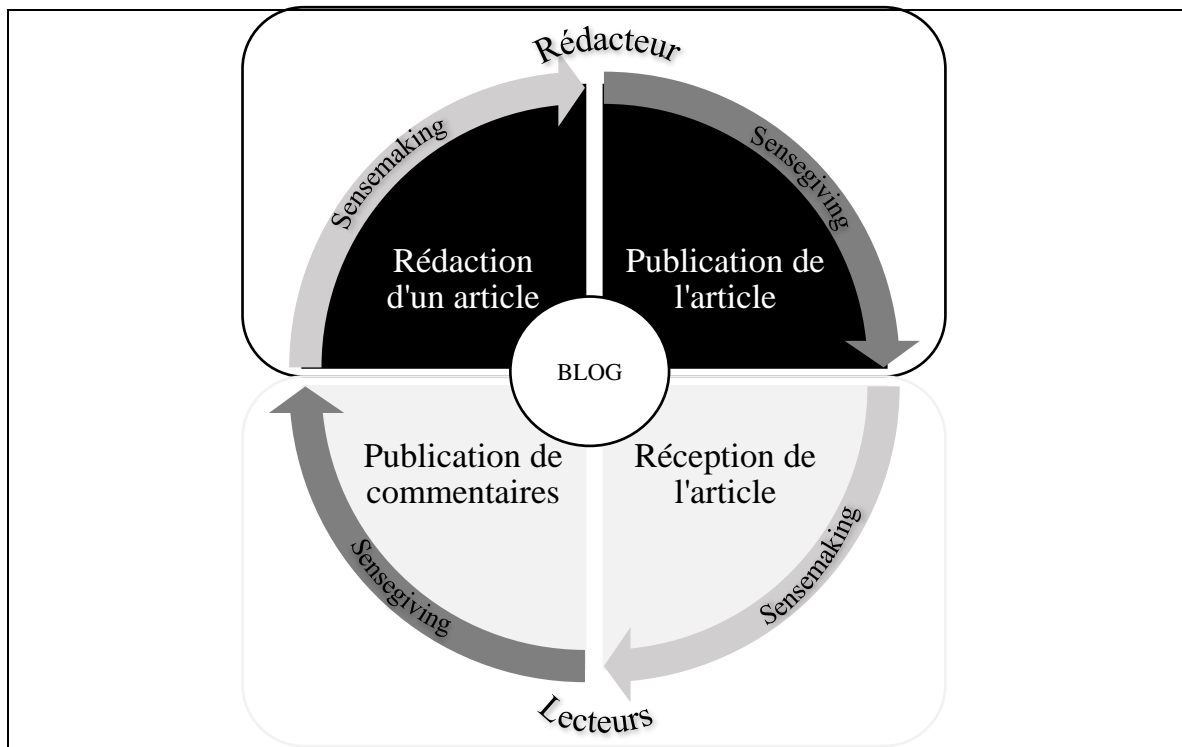 Rédacteur
Sensemaking
Sensegiving
Rédaction
d'un article
Publication de
l'article
BLOG
Publication de
commentaires
Réception de
l'article
Sensegiving
Sensemaking
Lecteurs